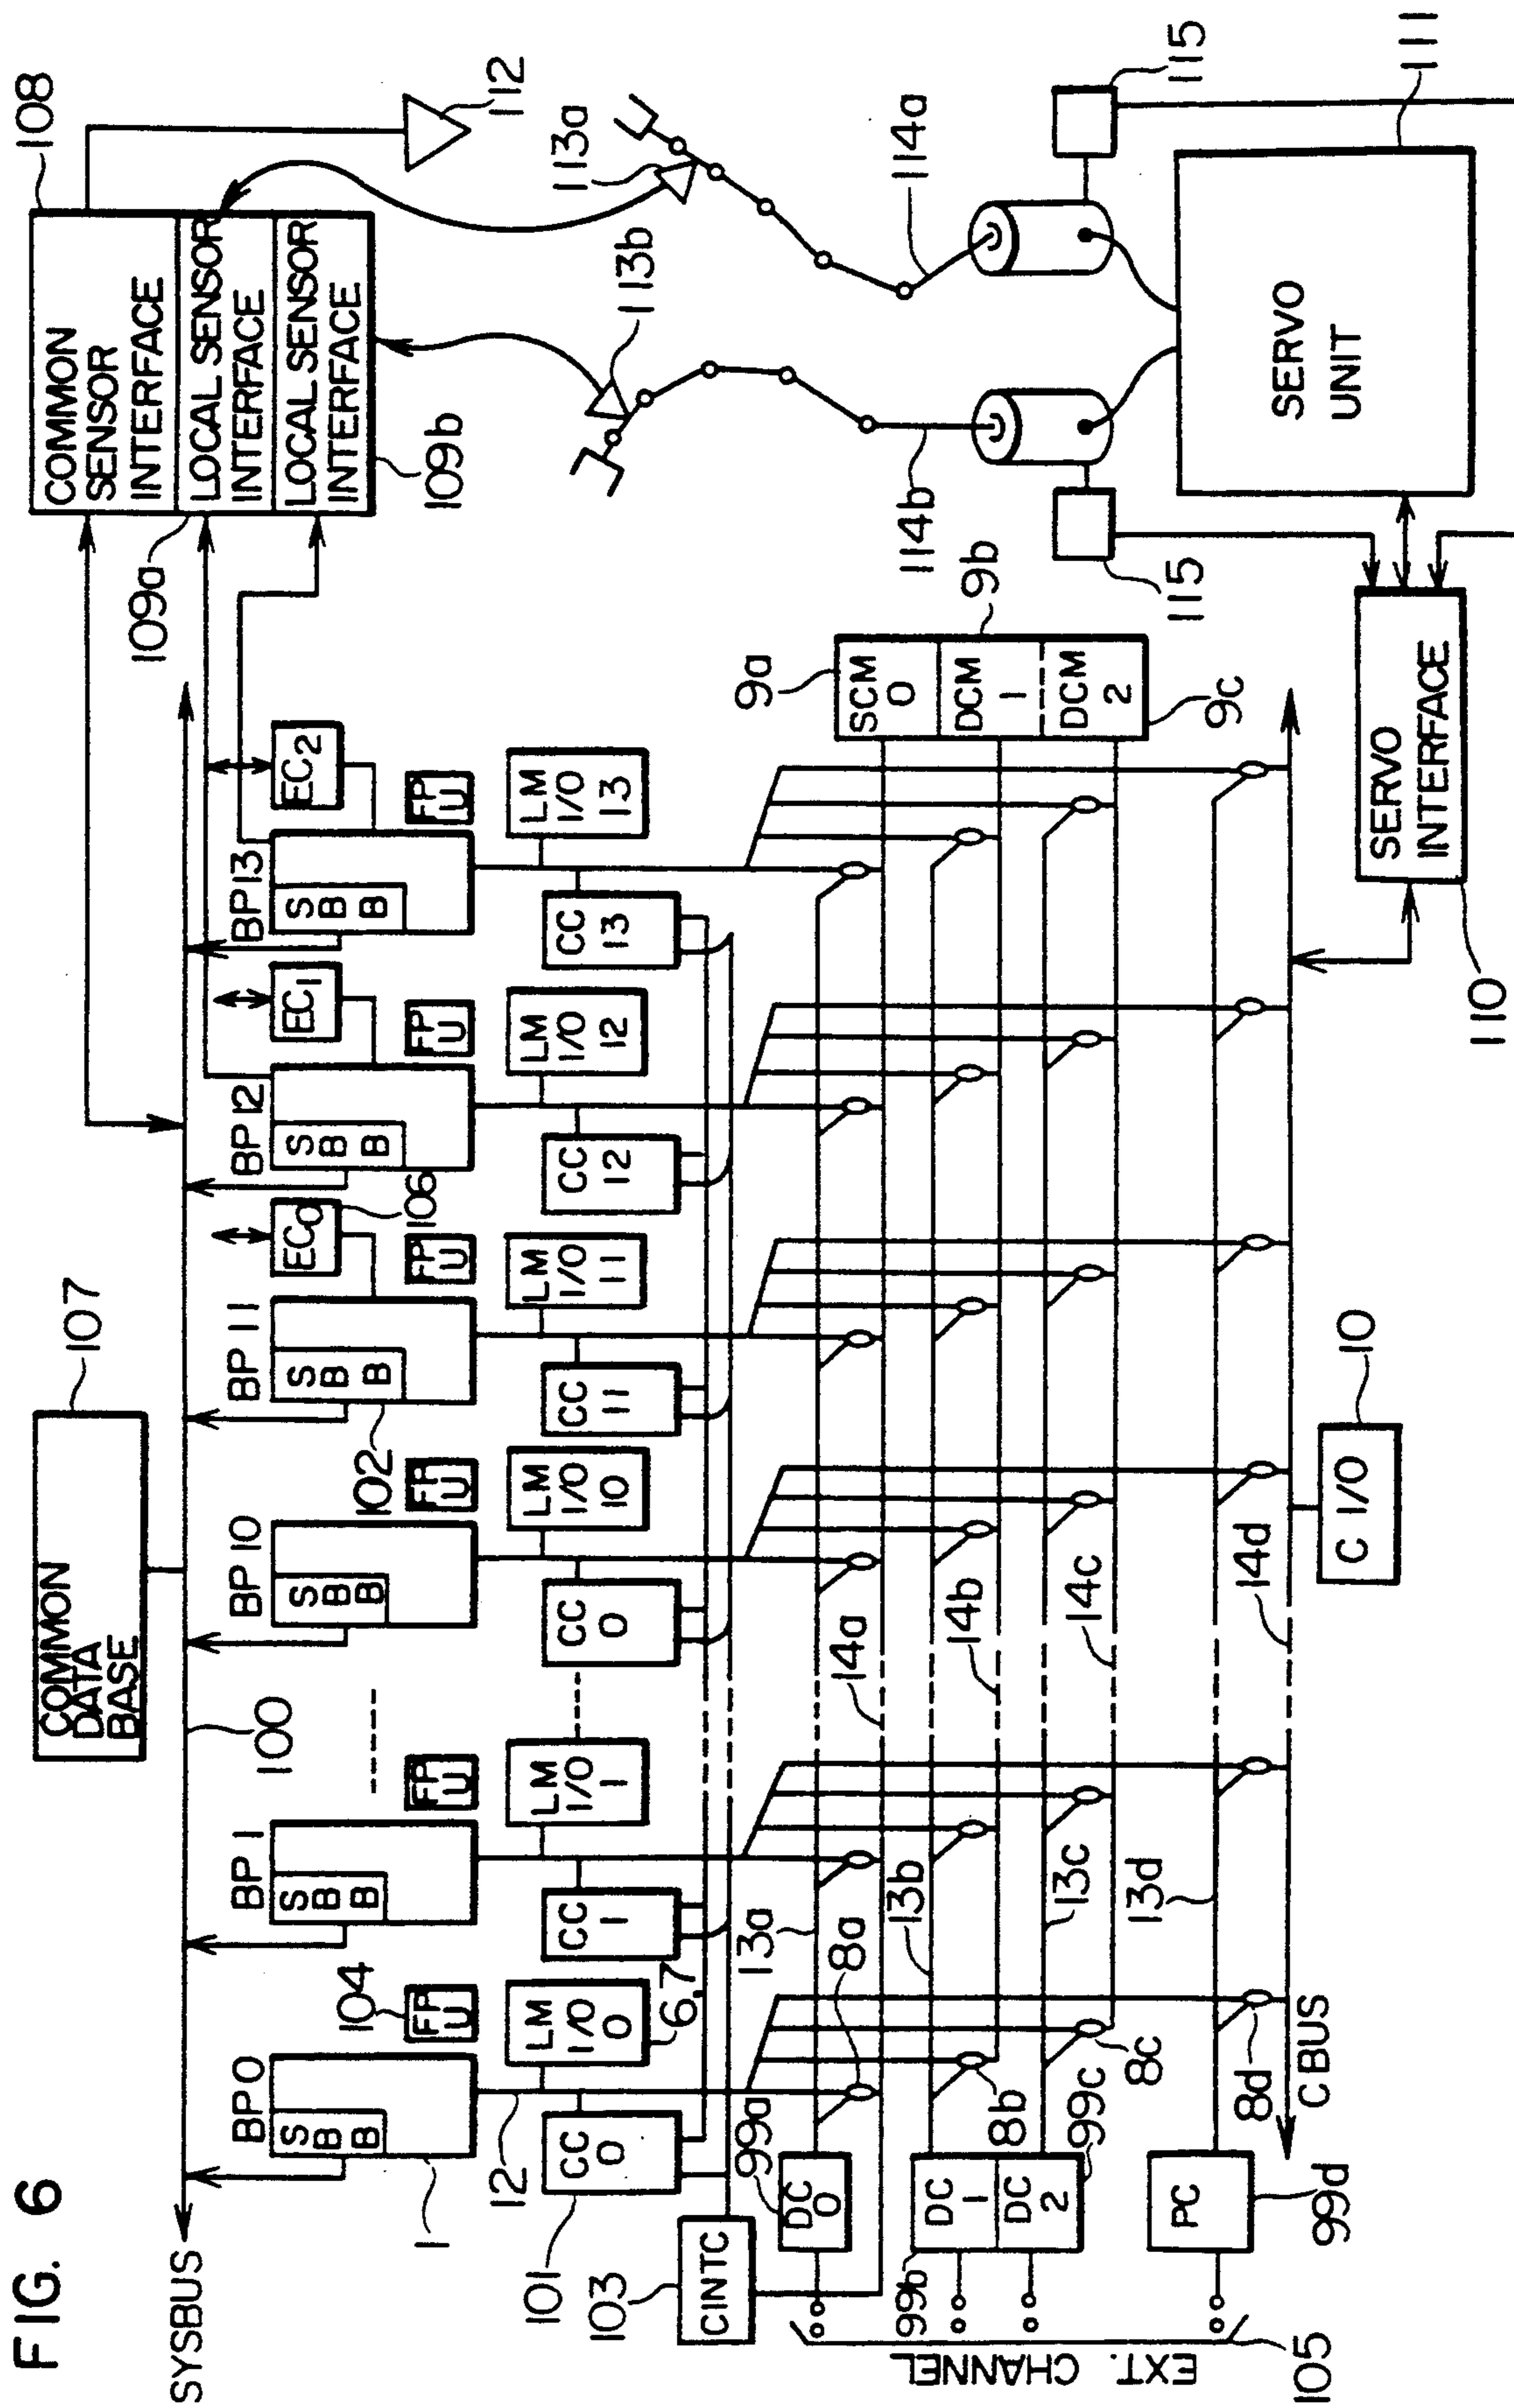 FIG. 6
SYSBUS
100
COMMON
DATA
BASE
107
COMMON
SENSOR
INTERFACE
108
LOCAL SENSOR
INTERFACE
109a
LOCAL SENSOR
INTERFACE
109b
112
113a
113b
114a
114b
115
115
SERVO
UNIT
111
SERVO
INTERFACE
110
BP 0
S
B
B
1
BP 1
S
B
B
BP 10
S
B
B
BP 11
S
B
B
102
BP 12
S
B
B
BP 13
S
B
B
EC0
106
EC1
EC2
104
FP
U
FP
U
FP
U
FP
U
FP
U
FP
U
12
LM
I/O
0
6,7
LM
I/O
1
LM
I/O
10
LM
I/O
11
LM
I/O
12
LM
I/O
13
CC
0
101
CC
1
CC
0
CC
11
CC
12
CC
13
CINTC
103
DC
0
99a
DC
1
99b
DC
2
99c
PC
99d
EXT. CHANNEL
105
13a
13b
13c
13d
8a
8b
8c
8d
14a
14b
14c
14d
SCM
0
9a
DCM
1
9b
DCM
2
9c
C BUS
C I/O
10